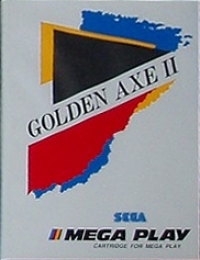 GOLDEN AXE II
SEGA
MEGA PLAY
CARTRIDGE FOR MEGA PLAY